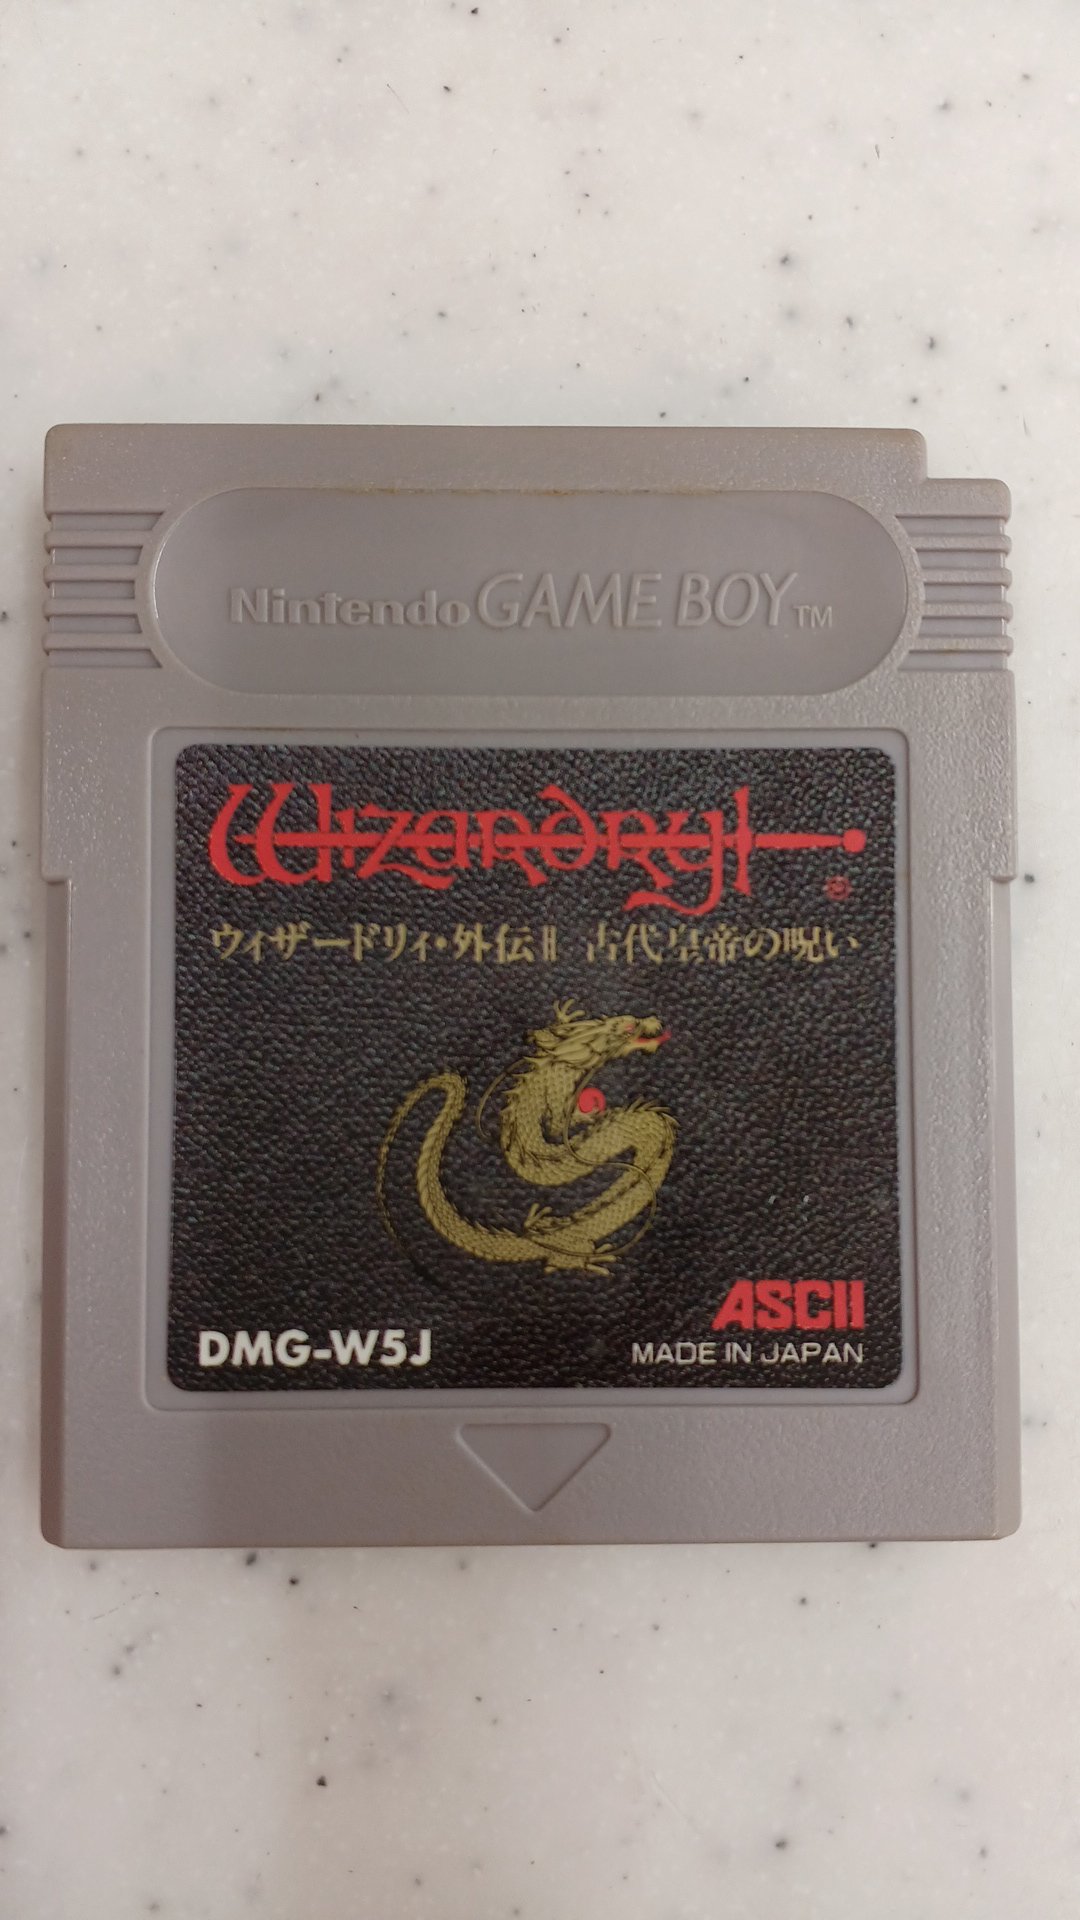 Nintendo GAME BOY TM
Wizardry ®
ウィザードリィ・外伝II 古代皇帝の呪い
ASCII
DMG-W5J
MADE IN JAPAN